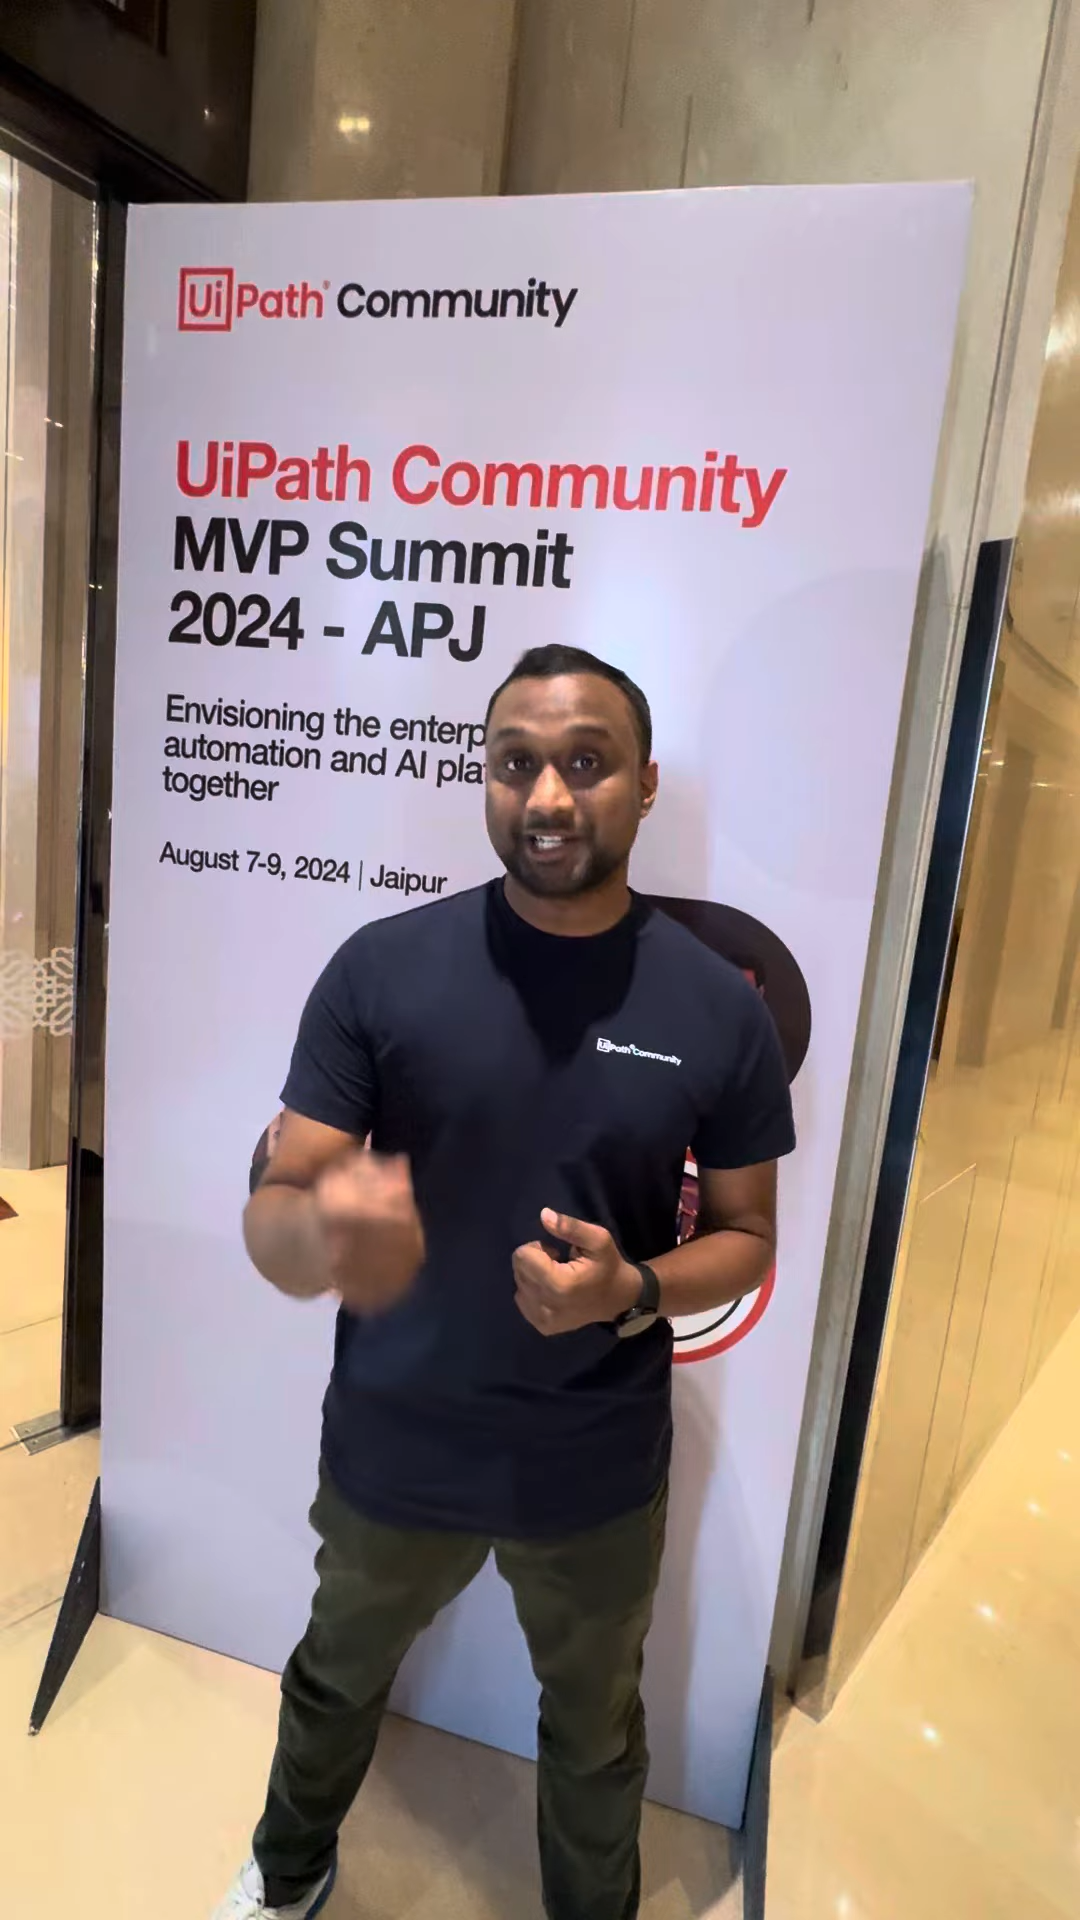 UiPath Community
UiPath Community
MVP Summit
2024 - APJ
Envisioning the enterp
automation and AI pla
together
August 7-9, 2024 | Jaipur
UiPath Community